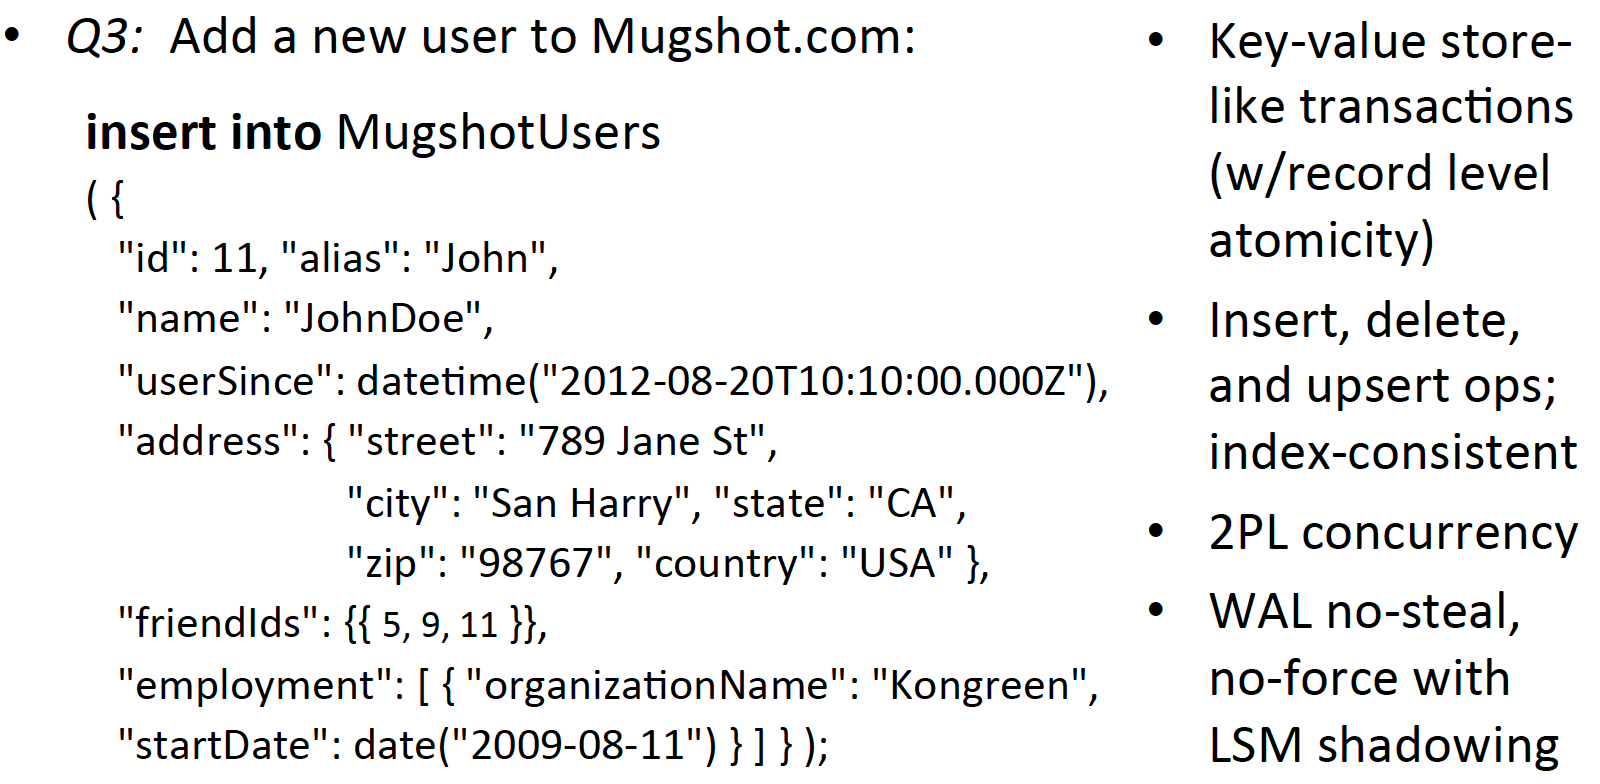 • Q3: Add a new user to Mugshot.com:
insert into MugshotUsers
( {
"id": 11, "alias": "John",
"name": "JohnDoe",
"userSince": datetime("2012-08-20T10:10:00.000Z"),
"address": { "street": "789 Jane St",
"city": "San Harry", "state": "CA",
"zip": "98767", "country": "USA" },
"friendIds": {{ 5, 9, 11 }},
"employment": [ { "organizationName": "Kongreen",
"startDate": date("2009-08-11") } ] } );
• Key-value store-
like transactions
(w/record level
atomicity)
• Insert, delete,
and upsert ops;
index-consistent
• 2PL concurrency
• WAL no-steal,
no-force with
LSM shadowing